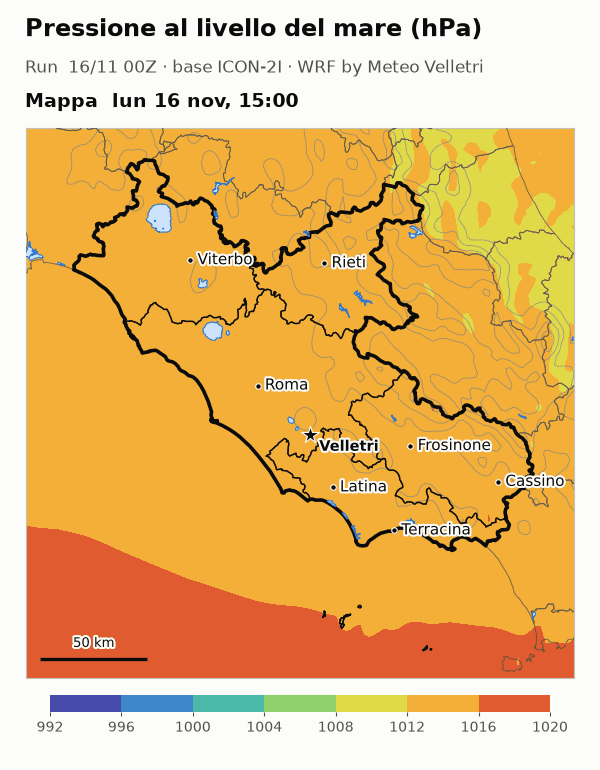 Pressione al livello del mare (hPa)
Run  16/11 00Z · base ICON-2I · WRF by Meteo Velletri
Mappa  lun 16 nov, 15:00
Viterbo
Rieti
Roma
Velletri
Frosinone
Cassino
Latina
Terracina
50 km
992 996 1000 1004 1008 1012 1016 1020